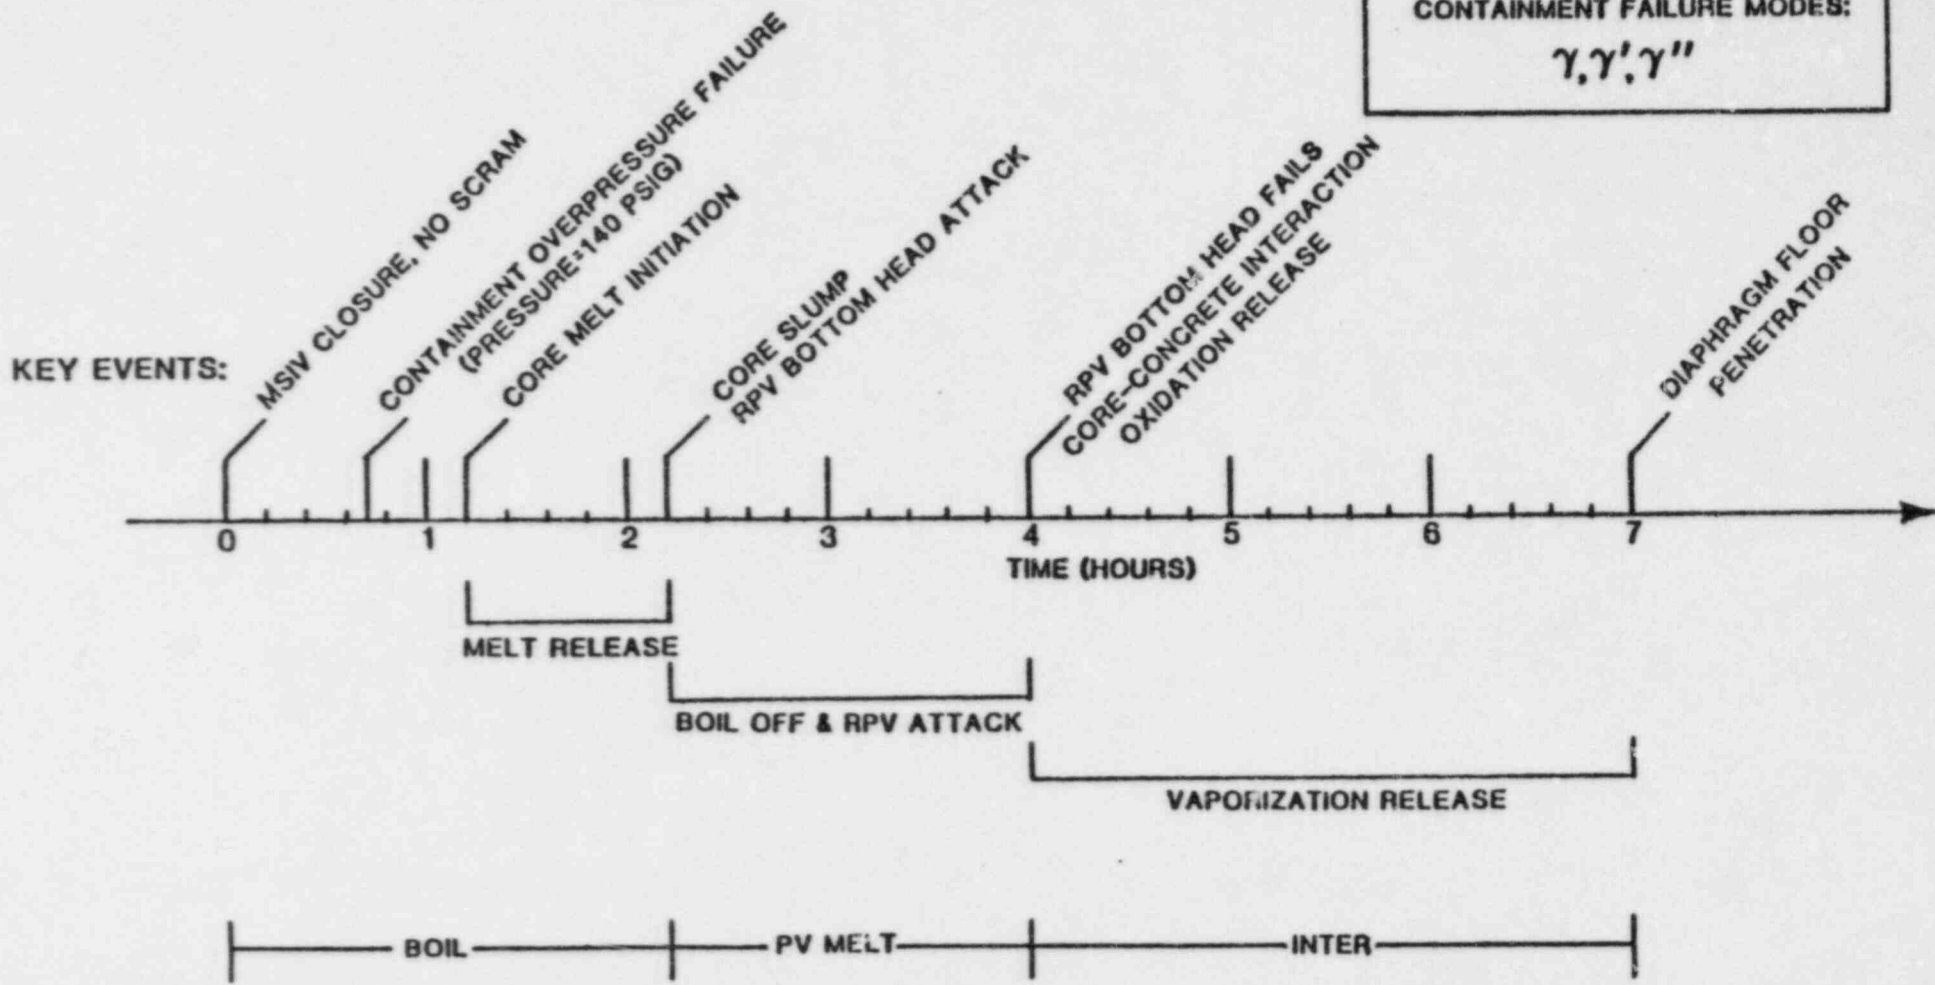 CONTAINMENT FAILURE MODES:
γ,γ′,γ″
KEY EVENTS:
MSIV CLOSURE, NO SCRAM
CONTAINMENT OVERPRESSURE FAILURE
(PRESSURE=140 PSIG)
CORE MELT INITIATION
CORE SLUMP
RPV BOTTOM HEAD ATTACK
RPV BOTTOM HEAD FAILS
CORE-CONCRETE INTERACTION
OXIDATION RELEASE
DIAPHRAGM FLOOR
PENETRATION
0 1 2 3 4 5 6 7
TIME (HOURS)
MELT RELEASE
BOIL OFF & RPV ATTACK
VAPORIZATION RELEASE
BOIL PV MELT INTER